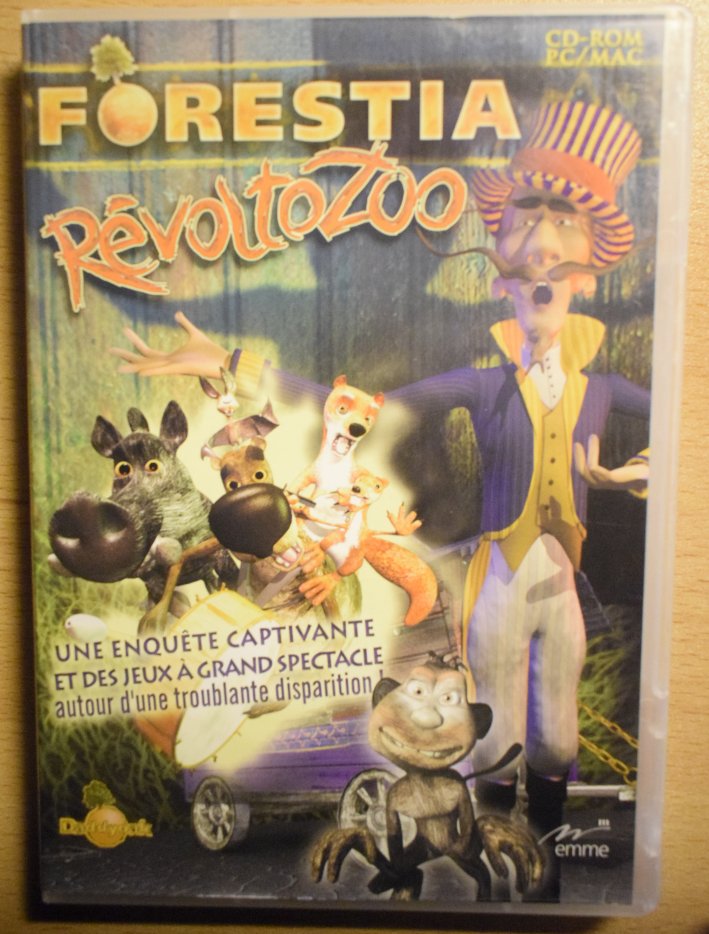 CD-ROM
PC/MAC
FORESTIA
RévoltoZoo
UNE ENQUÊTE CAPTIVANTE
ET DES JEUX À GRAND SPECTACLE
autour d'une troublante disparition
Daddyoak
emme